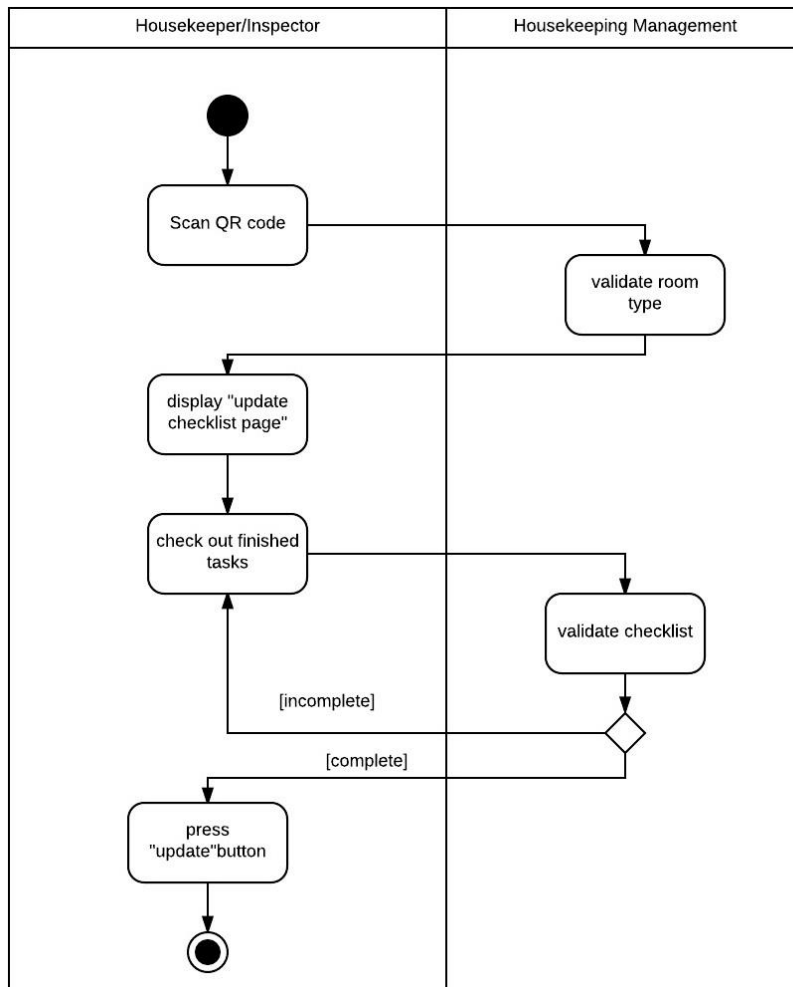 Housekeeper/Inspector
Housekeeping Management
Scan QR code
validate room
type
display "update
checklist page"
check out finished
tasks
validate checklist
[incomplete]
[complete]
press
"update"button